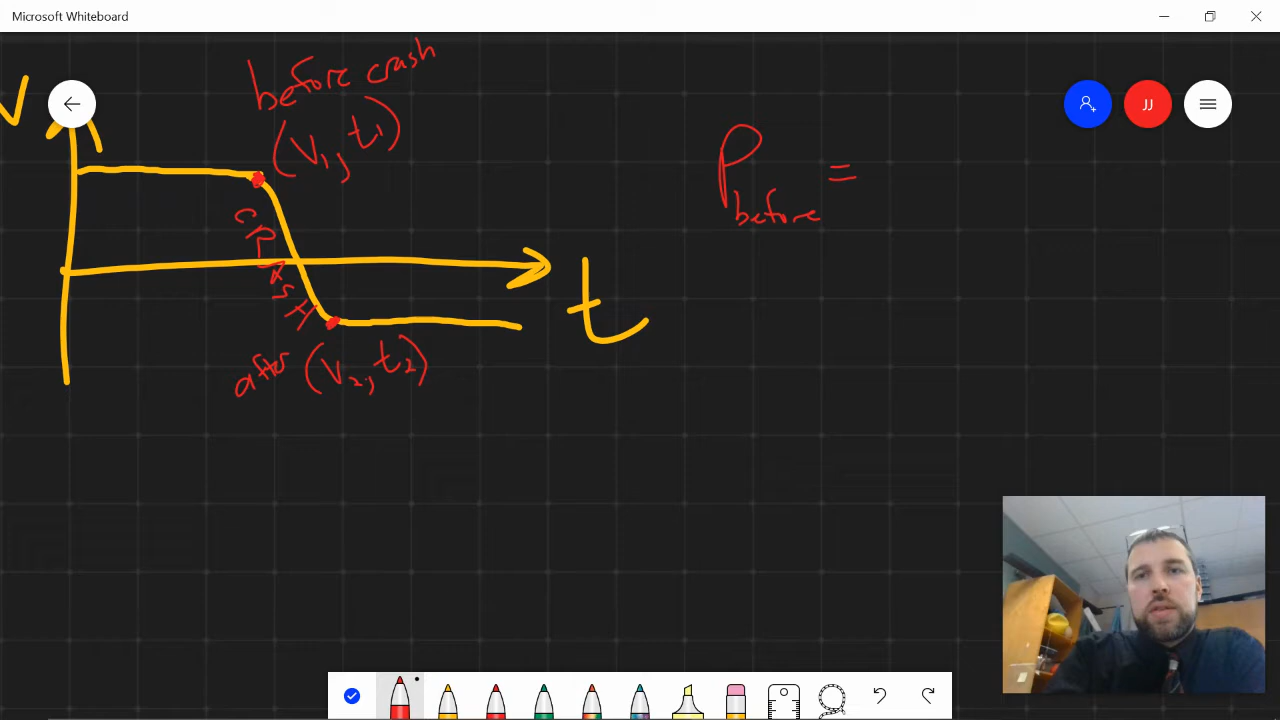 Microsoft Whiteboard
V
before crash
(V₁, t₁)
CRASH
t
after (V₂, t₂)
P before =
JJ